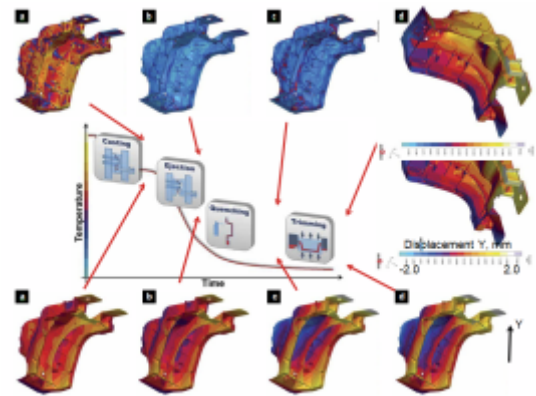 a
b
c
d
Casting
Ejection
Quenching
Trimming
Temperature
Time
Displacement Y, mm
-2.0 2.0
a
b
c
d
Y